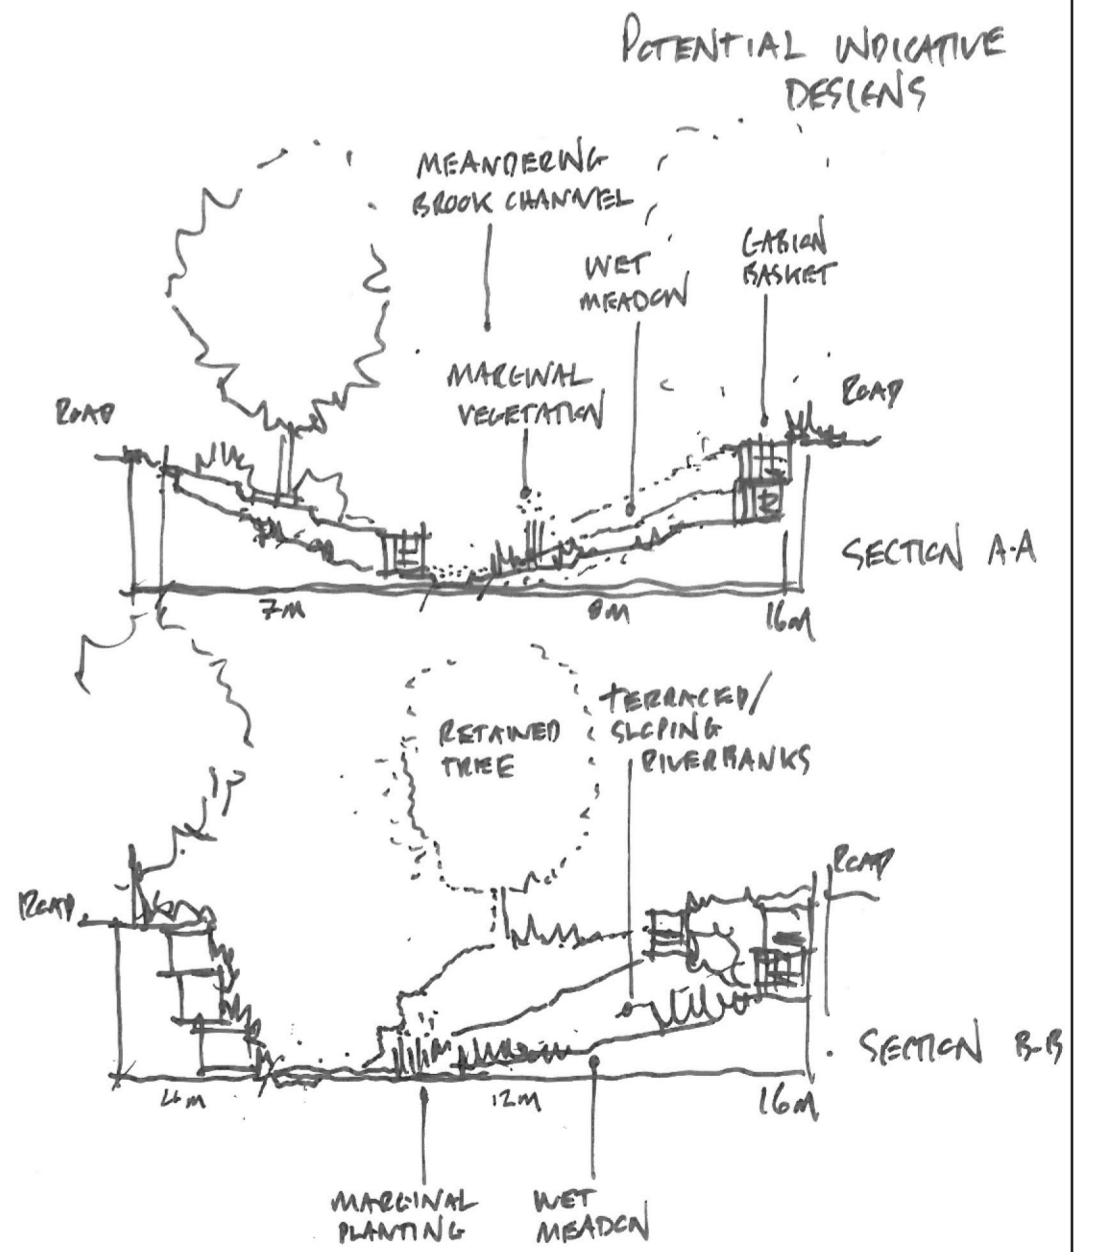 POTENTIAL INDICATIVE
DESIGNS
MEANDERING
BROOK CHANNEL
WET
MEADOW
GABION
BASKET
MARGINAL
VEGETATION
ROAD
ROAD
SECTION A-A
7m
8m
16m
RETAINED
TREE
TERRACED/
SLOPING
RIVERBANKS
ROAD
ROAD
SECTION B-B
4m
12m
16m
MARGINAL
PLANTING
WET
MEADOW